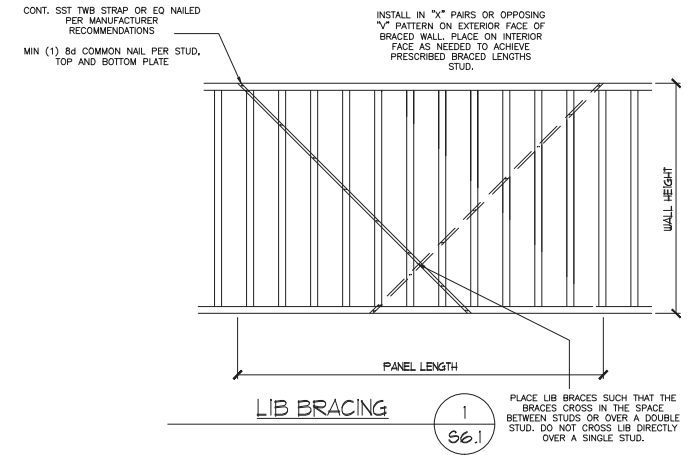 CONT. SST TWB STRAP OR EQ NAILED
PER MANUFACTURER
RECOMMENDATIONS
MIN (1) 8d COMMON NAIL PER STUD,
TOP AND BOTTOM PLATE
INSTALL IN "X" PAIRS OR OPPOSING
"V" PATTERN ON EXTERIOR FACE OF
BRACED WALL. PLACE ON INTERIOR
FACE AS NEEDED TO ACHIEVE
PRESCRIBED BRACED LENGTHS
STUD.
WALL HEIGHT
PANEL LENGTH
LIB BRACING
1
S6.1
PLACE LIB BRACES SUCH THAT THE
BRACES CROSS IN THE SPACE
BETWEEN STUDS OR OVER A DOUBLE
STUD. DO NOT CROSS LIB DIRECTLY
OVER A SINGLE STUD.